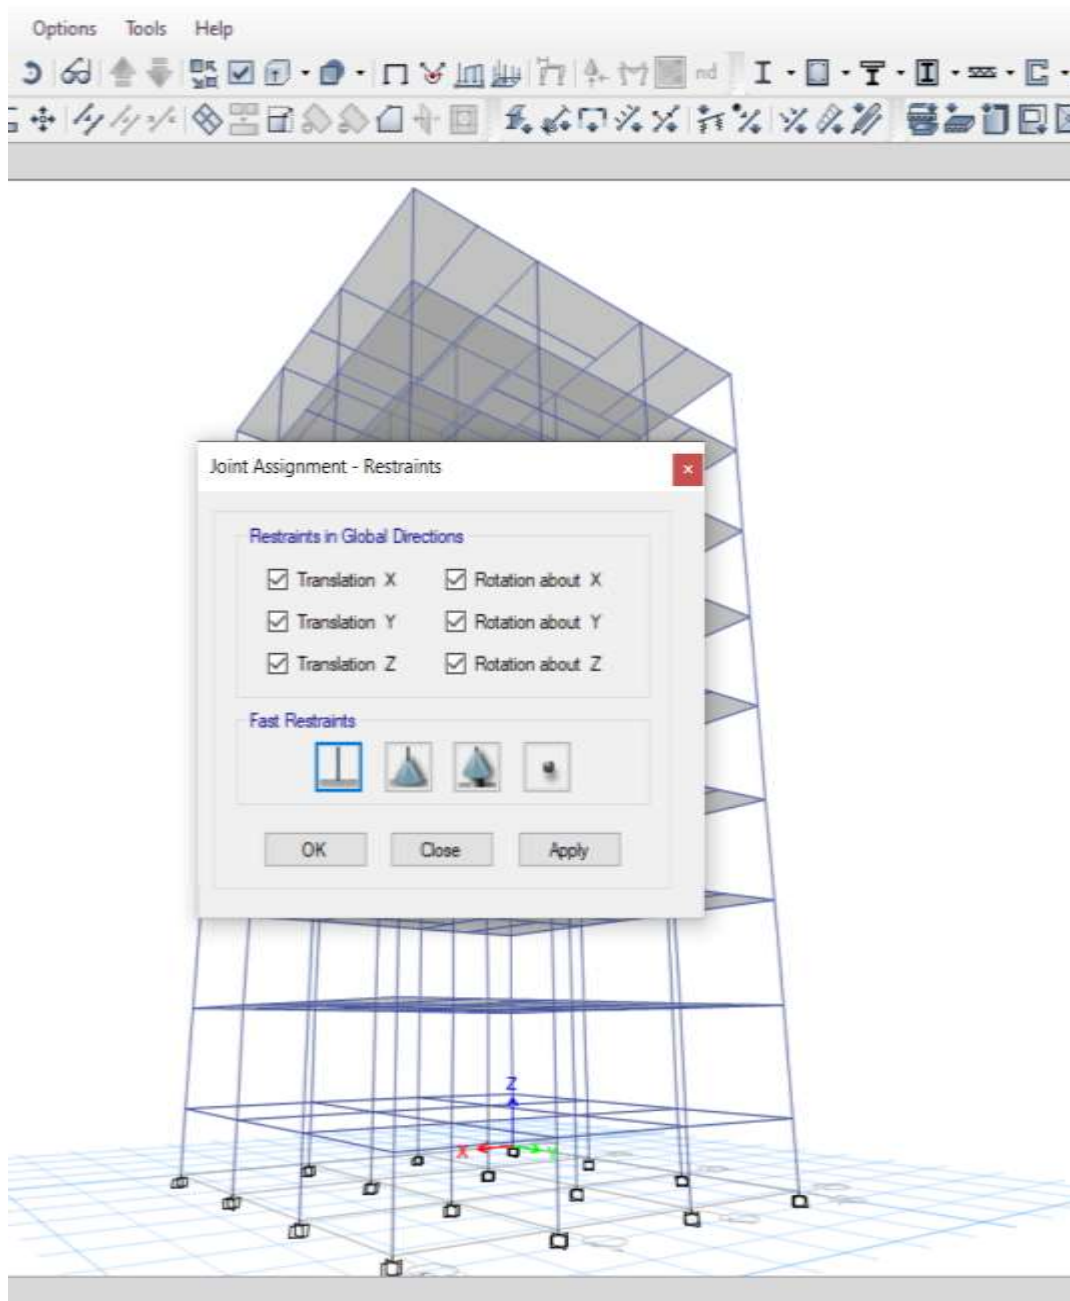 Options Tools Help
nd
Joint Assignment - Restraints
Restraints in Global Directions
Translation X Rotation about X
Translation Y Rotation about Y
Translation Z Rotation about Z
Fast Restraints
OK Close Apply
Z
X Y